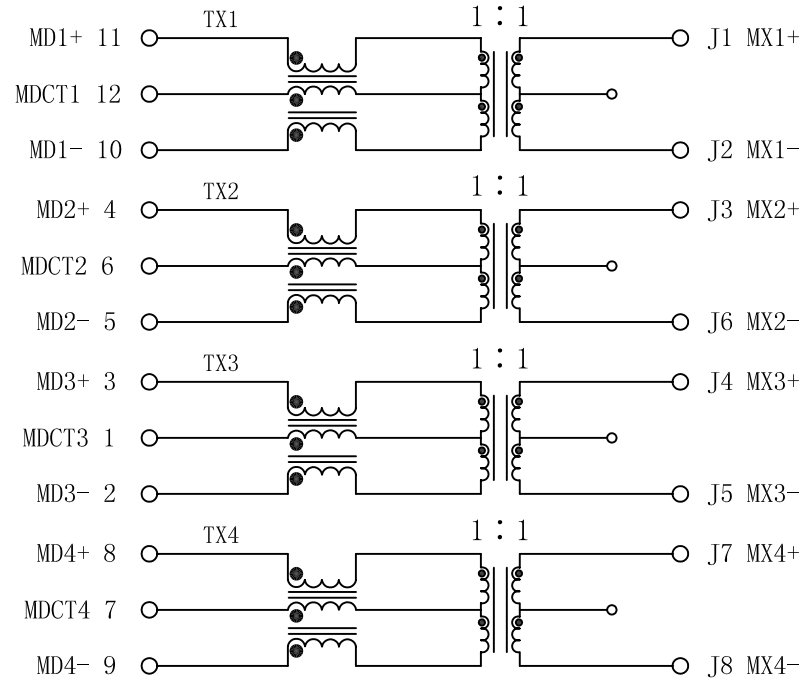 TX1 1 : 1
MD1+ 11 J1 MX1+
MDCT1 12
MD1- 10 J2 MX1-
TX2 1 : 1
MD2+ 4 J3 MX2+
MDCT2 6
MD2- 5 J6 MX2-
TX3 1 : 1
MD3+ 3 J4 MX3+
MDCT3 1
MD3- 2 J5 MX3-
TX4 1 : 1
MD4+ 8 J7 MX4+
MDCT4 7
MD4- 9 J8 MX4-